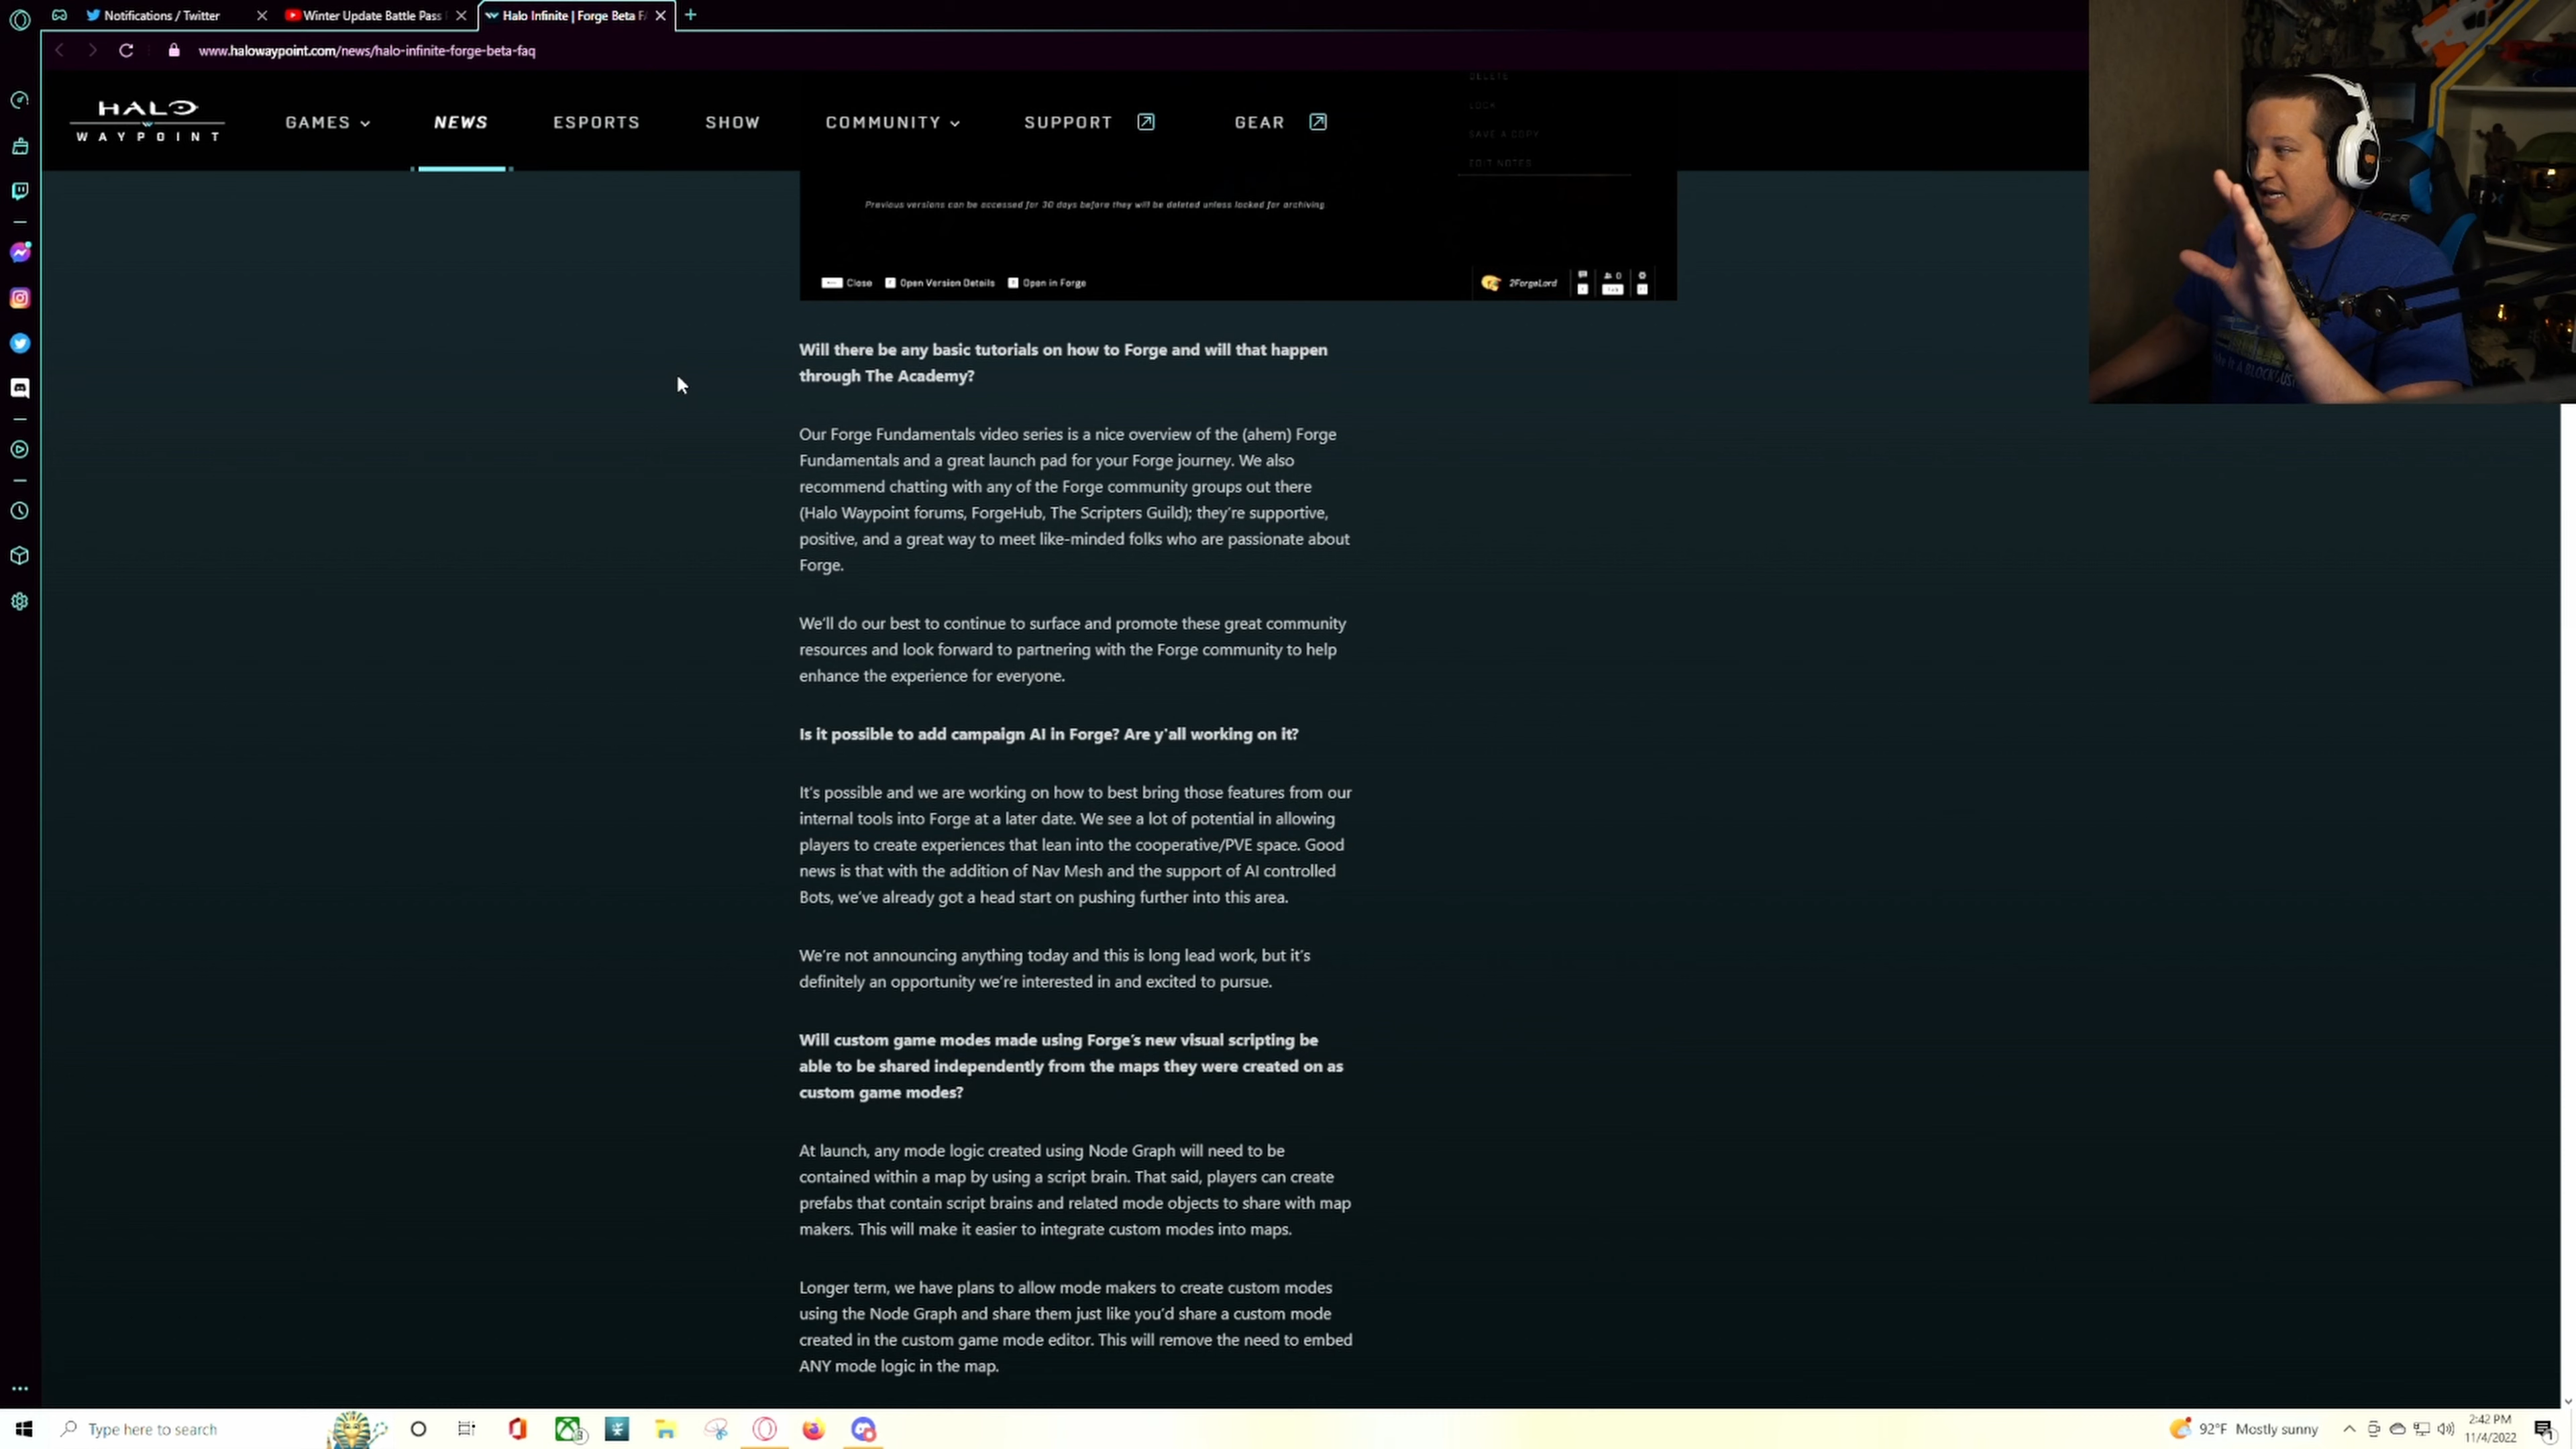 Notifications / Twitter
Winter Update Battle Pass
Halo Infinite | Forge Beta F
www.halowaypoint.com/news/halo-infinite-forge-beta-faq
HALO
WAYPOINT
GAMES
NEWS
ESPORTS
SHOW
COMMUNITY
SUPPORT
GEAR
DELETE
LOCK
SAVE A COPY
EDIT NOTES
Previous versions can be accessed for 30 days before they will be deleted unless locked for archiving.
Close
Open Version Details
Open in Forge
2ForgeLord
0
Will there be any basic tutorials on how to Forge and will that happen
through The Academy?
Our Forge Fundamentals video series is a nice overview of the (ahem) Forge
Fundamentals and a great launch pad for your Forge journey. We also
recommend chatting with any of the Forge community groups out there
(Halo Waypoint forums, ForgeHub, The Scripters Guild); they're supportive,
positive, and a great way to meet like-minded folks who are passionate about
Forge.
We'll do our best to continue to surface and promote these great community
resources and look forward to partnering with the Forge community to help
enhance the experience for everyone.
Is it possible to add campaign AI in Forge? Are y'all working on it?
It's possible and we are working on how to best bring those features from our
internal tools into Forge at a later date. We see a lot of potential in allowing
players to create experiences that lean into the cooperative/PVE space. Good
news is that with the addition of Nav Mesh and the support of AI controlled
Bots, we've already got a head start on pushing further into this area.
We're not announcing anything today and this is long lead work, but it's
definitely an opportunity we're interested in and excited to pursue.
Will custom game modes made using Forge's new visual scripting be
able to be shared independently from the maps they were created on as
custom game modes?
At launch, any mode logic created using Node Graph will need to be
contained within a map by using a script brain. That said, players can create
prefabs that contain script brains and related mode objects to share with map
makers. This will make it easier to integrate custom modes into maps.
Longer term, we have plans to allow mode makers to create custom modes
using the Node Graph and share them just like you'd share a custom mode
created in the custom game mode editor. This will remove the need to embed
ANY mode logic in the map.
Type here to search
92°F Mostly sunny
2:42 PM
11/4/2022